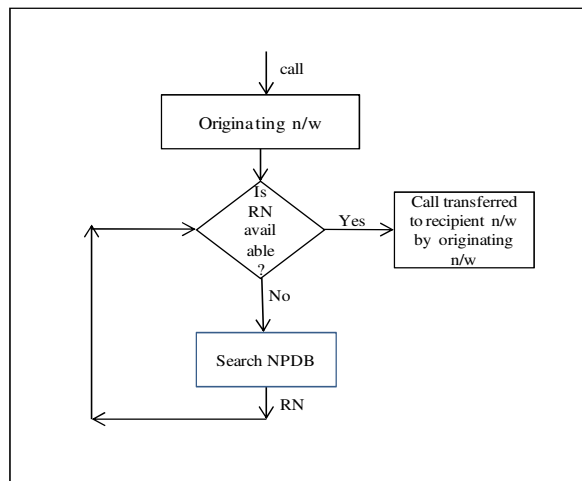 call
Originating n/w
Is
RN
avail
able
?
Yes
Call transferred
to recipient n/w
by originating
n/w
No
Search NPDB
RN